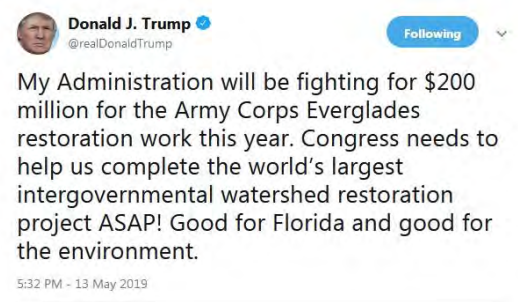 Donald J. Trump
@realDonaldTrump
Following
My Administration will be fighting for $200
million for the Army Corps Everglades
restoration work this year. Congress needs to
help us complete the world's largest
intergovernmental watershed restoration
project ASAP! Good for Florida and good for
the environment.
5:32 PM - 13 May 2019